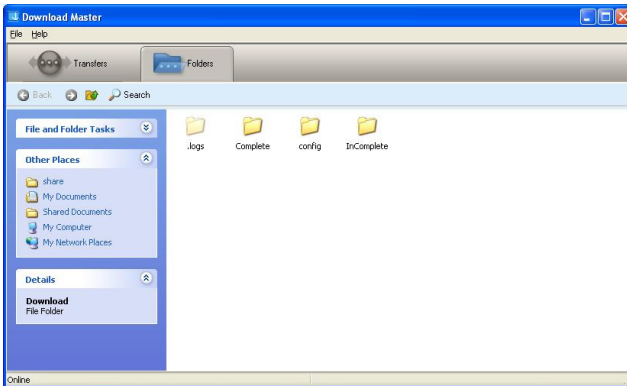 Download Master
File Help
Transfers Folders
Back Search
File and Folder Tasks
Other Places
share
My Documents
Shared Documents
My Computer
My Network Places
Details
Download
File Folder
.logs Complete config InComplete
Online